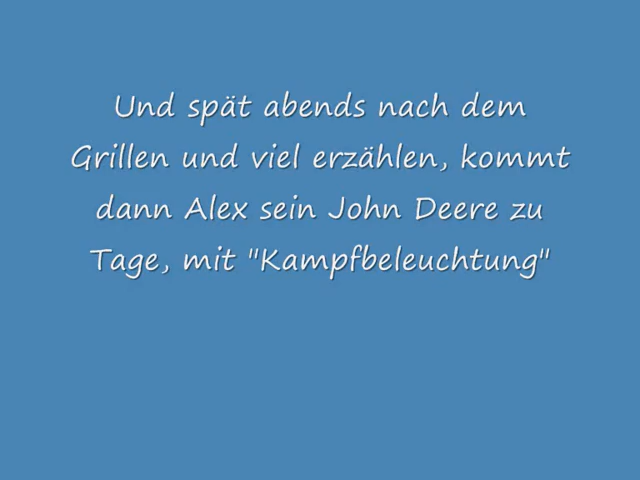 Und spät abends nach dem
Grillen und viel erzählen, kommt
dann Alex sein John Deere zu
Tage, mit "Kampfbeleuchtung"